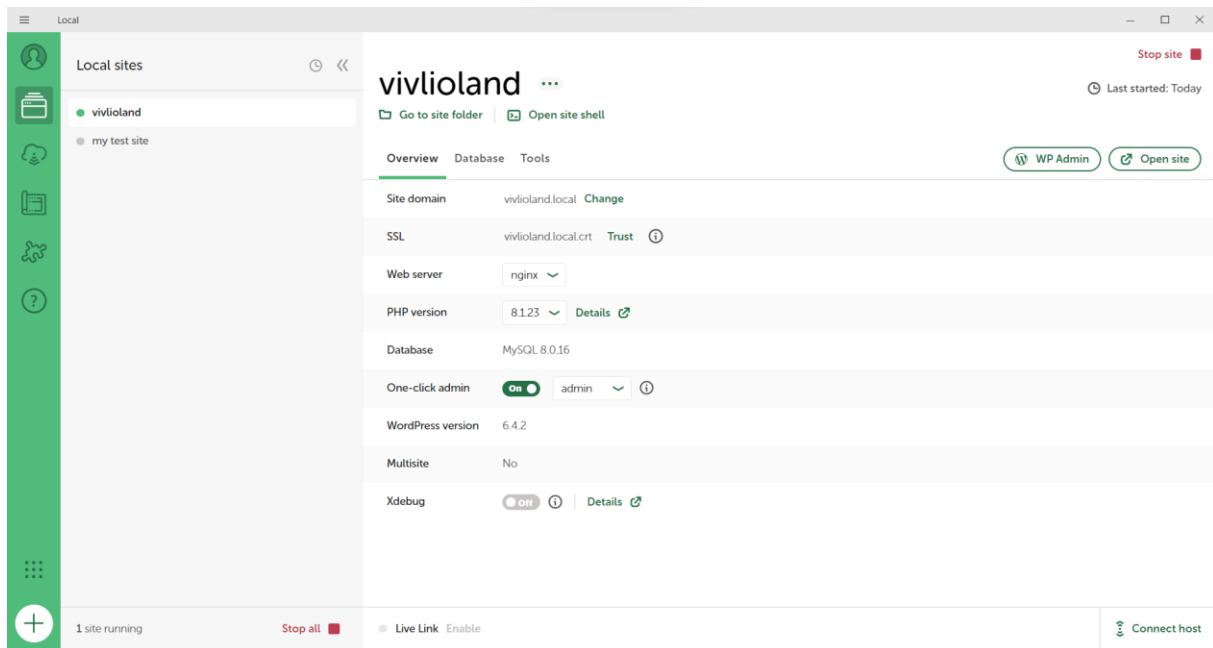 Local
Local sites
vivlioland
my test site
1 site running Stop all
Stop site
vivlioland ...
Last started: Today
Go to site folder Open site shell
Overview Database Tools WP Admin Open site
Site domain vivlioland.local Change
SSL vivlioland.local.crt Trust
Web server nginx
PHP version 8.1.23 Details
Database MySQL 8.0.16
One-click admin On admin
WordPress version 6.4.2
Multisite No
Xdebug Off Details
Live Link Enable Connect host